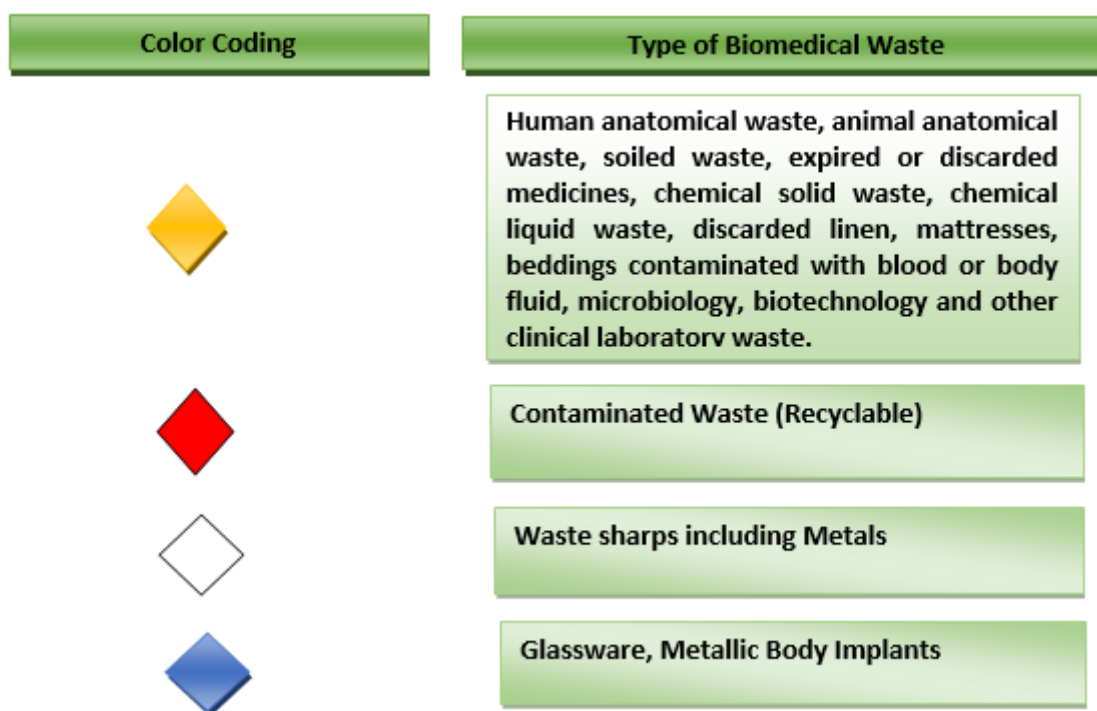 Color Coding
Type of Biomedical Waste
Human anatomical waste, animal anatomical
waste, soiled waste, expired or discarded
medicines, chemical solid waste, chemical
liquid waste, discarded linen, mattresses,
beddings contaminated with blood or body
fluid, microbiology, biotechnology and other
clinical laboratory waste.
Contaminated Waste (Recyclable)
Waste sharps including Metals
Glassware, Metallic Body Implants